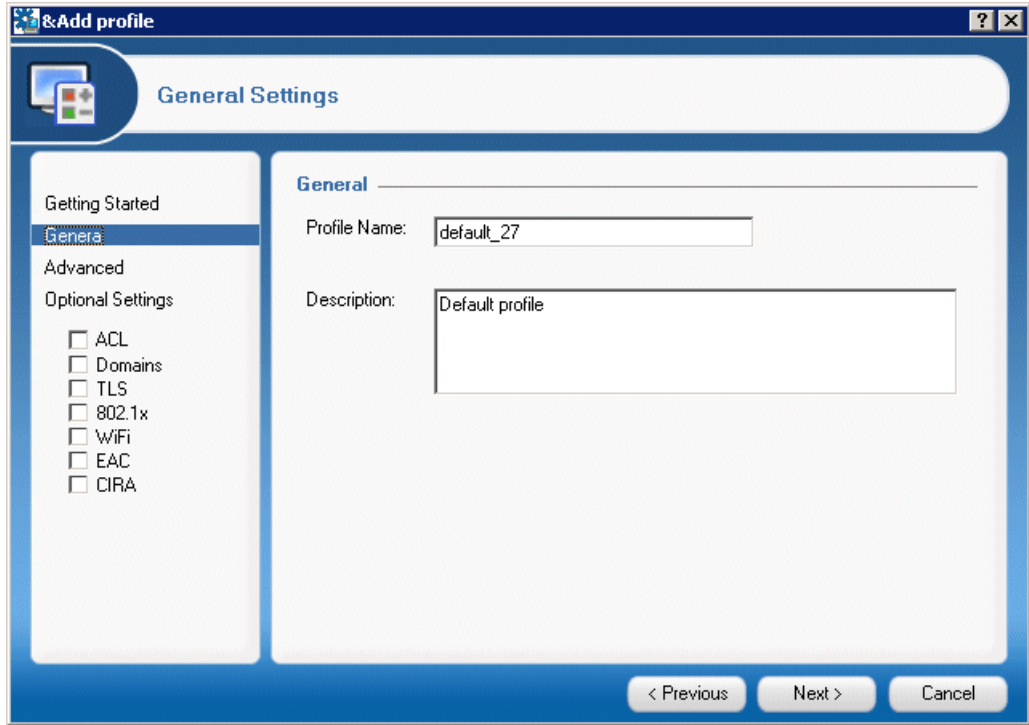 &Add profile
General Settings
Getting Started
Genera
Advanced
Optional Settings
ACL
Domains
TLS
802.1x
WiFi
EAC
CIRA
General
Profile Name: default_27
Description: Default profile
< Previous Next > Cancel